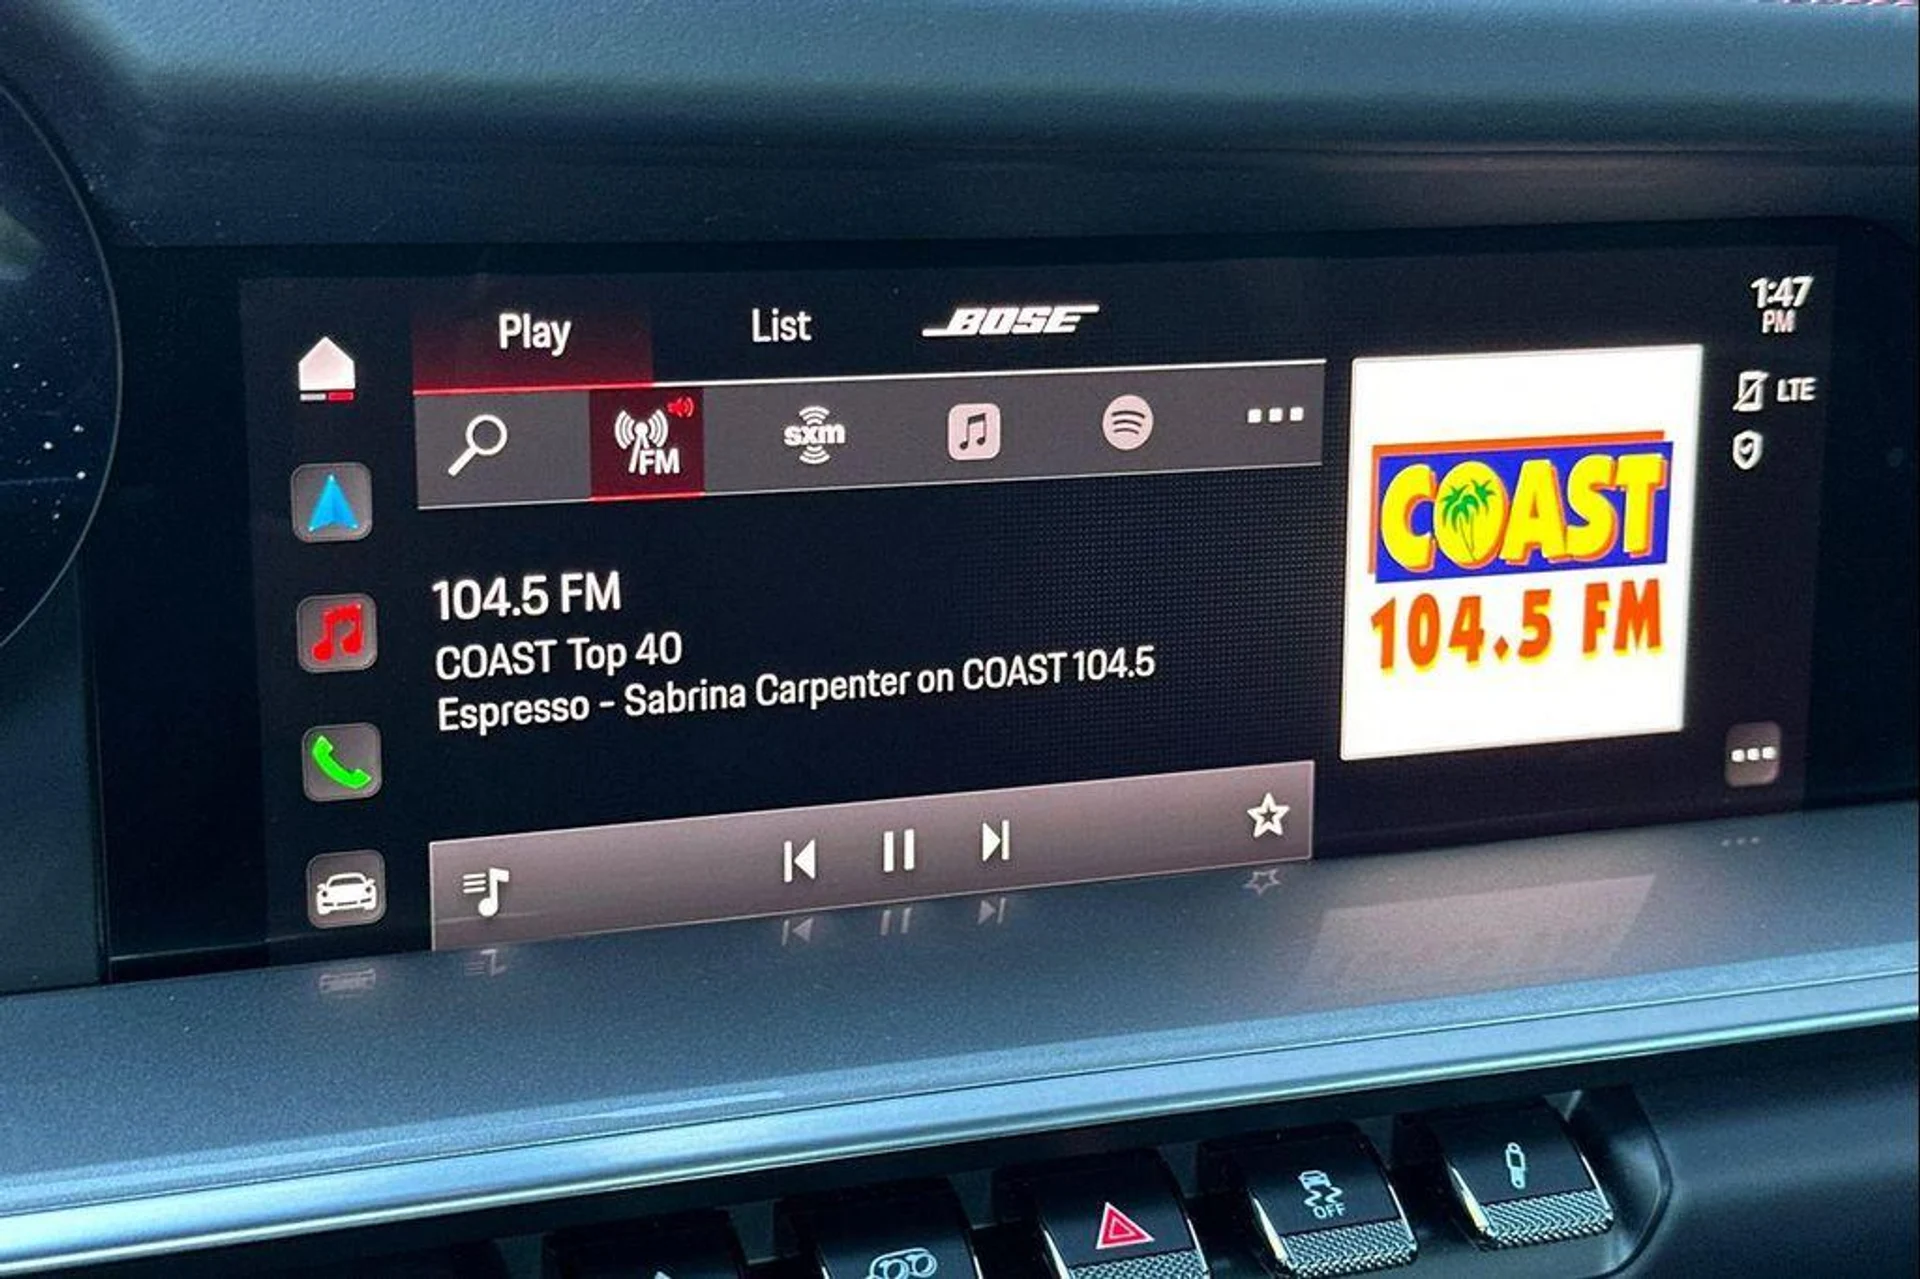 Play
List
BOSE
1:47
PM
LTE
FM
sxm
COAST
104.5 FM
104.5 FM
COAST Top 40
Espresso - Sabrina Carpenter on COAST 104.5
OFF